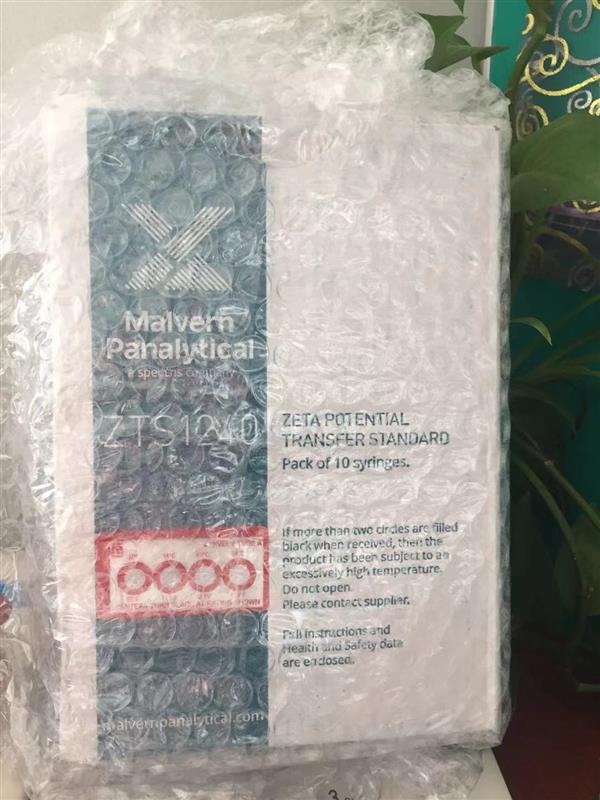 Malvern
Panalytical
a spectris company
ZTS1240
ZETA POTENTIAL
TRANSFER STANDARD
Pack of 10 syringes.
If more than two circles are filled
black when received, then the
product has been subject to an
excessively high temperature.
Do not open.
Please contact supplier.
Full instructions and
Health and Safety data
are enclosed.
malvernpanalytical.com